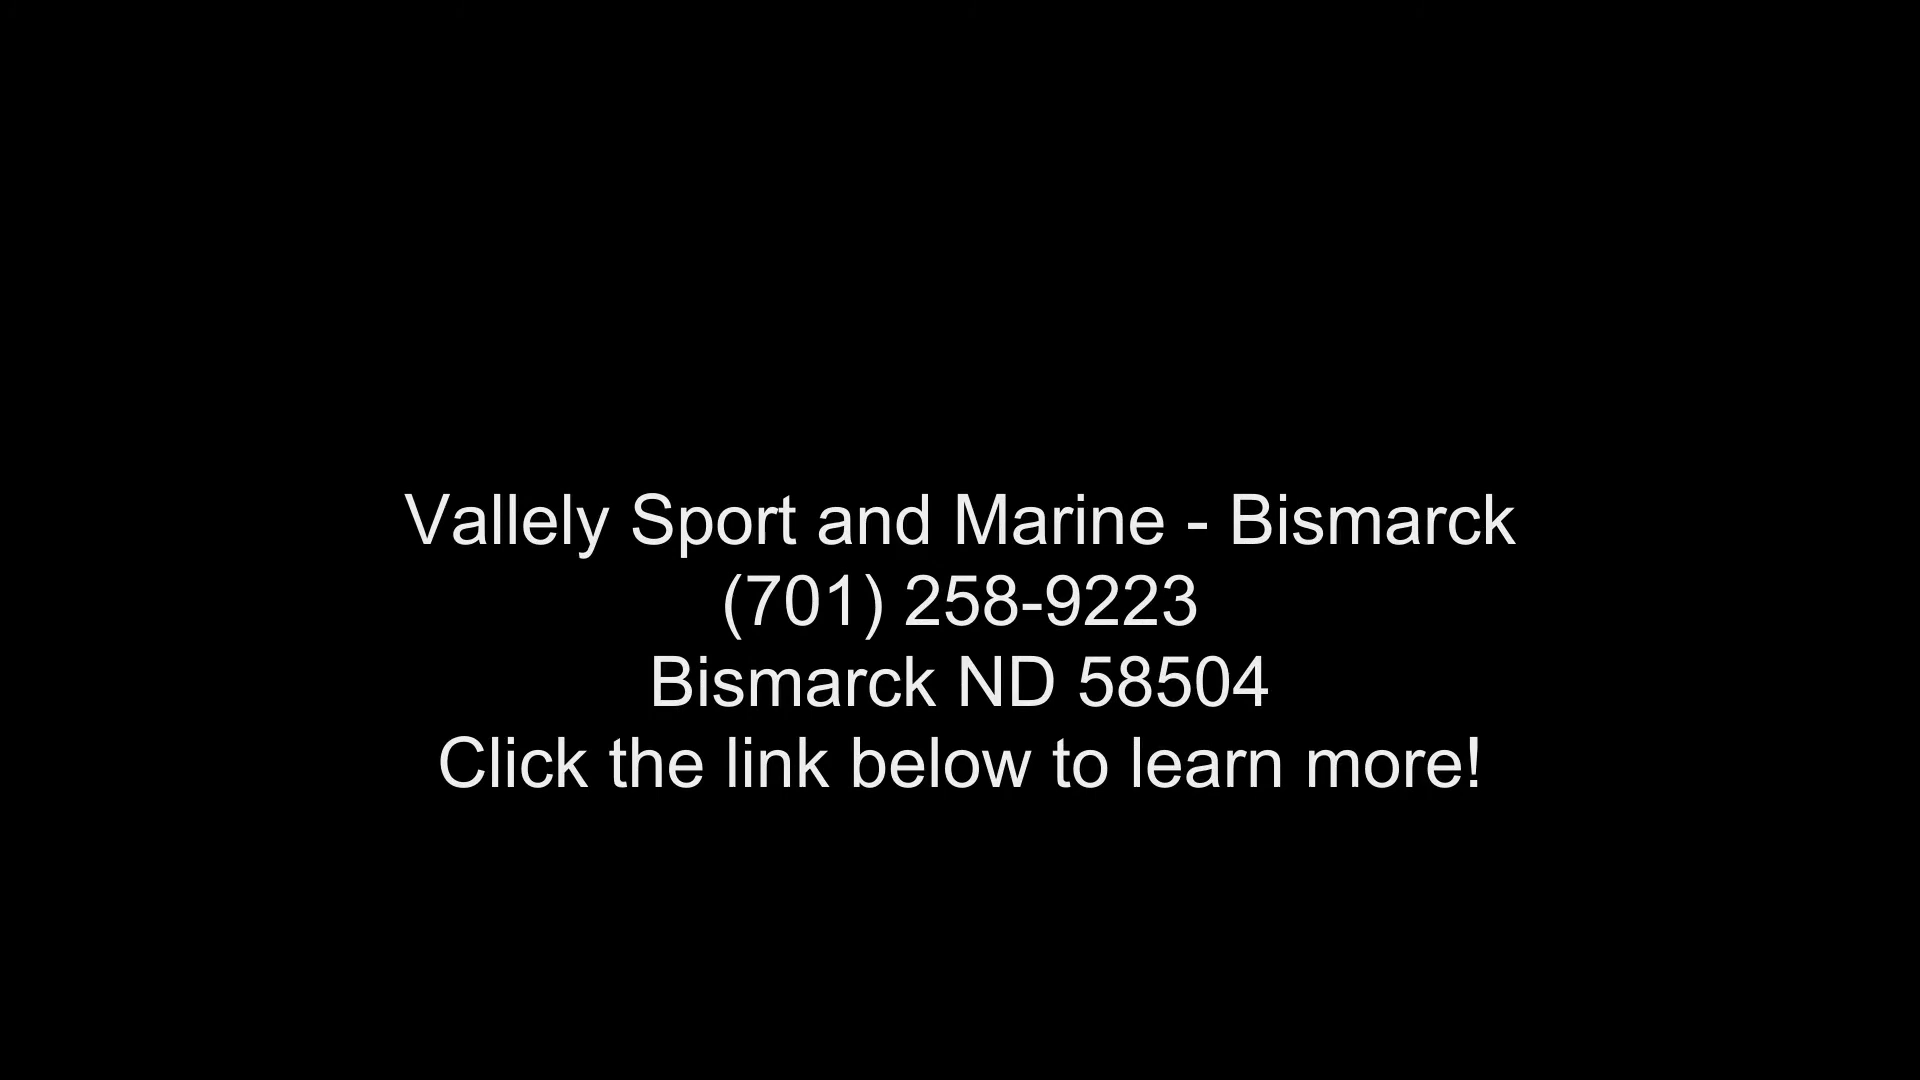 Vallely Sport and Marine - Bismarck
(701) 258-9223
Bismarck ND 58504
Click the link below to learn more!